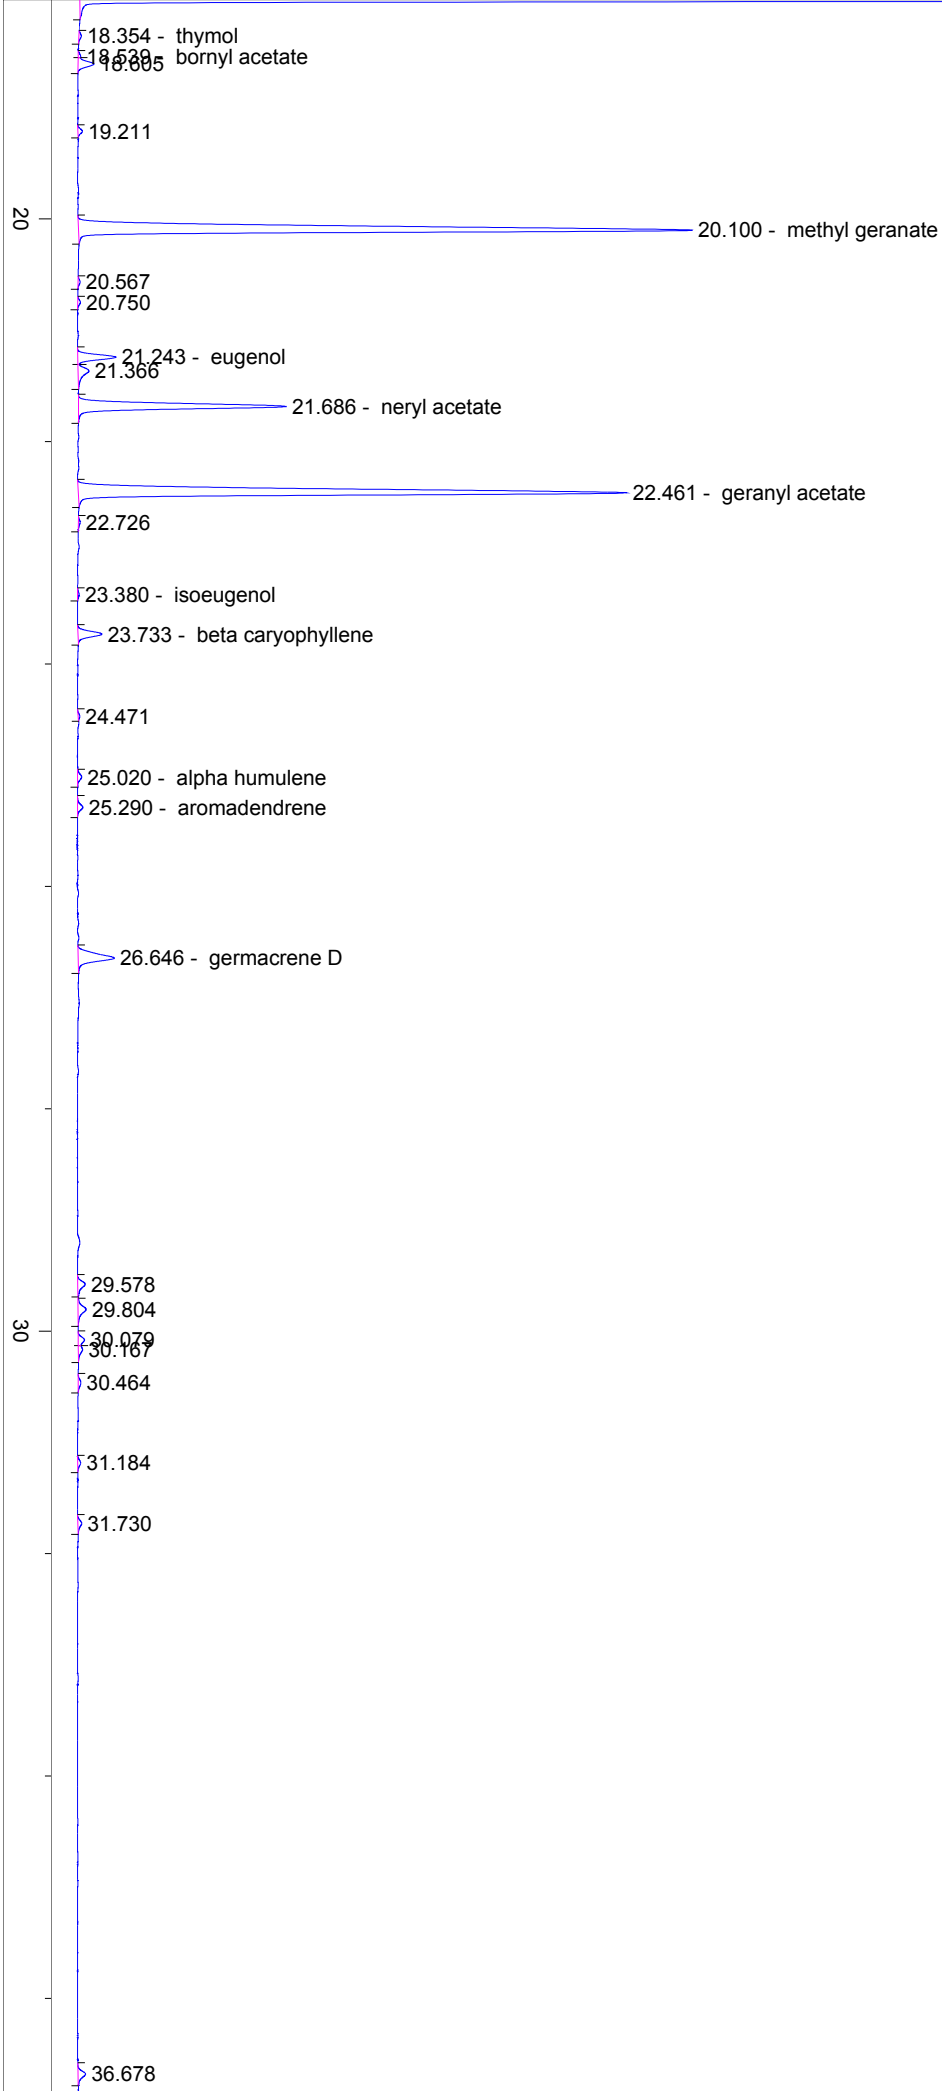 18.354 - thymol
18.539 - bornyl acetate
18.605
19.211
20
20.100 - methyl geranate
20.567
20.750
21.243 - eugenol
21.366
21.686 - neryl acetate
22.461 - geranyl acetate
22.726
23.380 - isoeugenol
23.733 - beta caryophyllene
24.471
25.020 - alpha humulene
25.290 - aromadendrene
26.646 - germacrene D
29.578
29.804
30
30.079
30.167
30.464
31.184
31.730
36.678